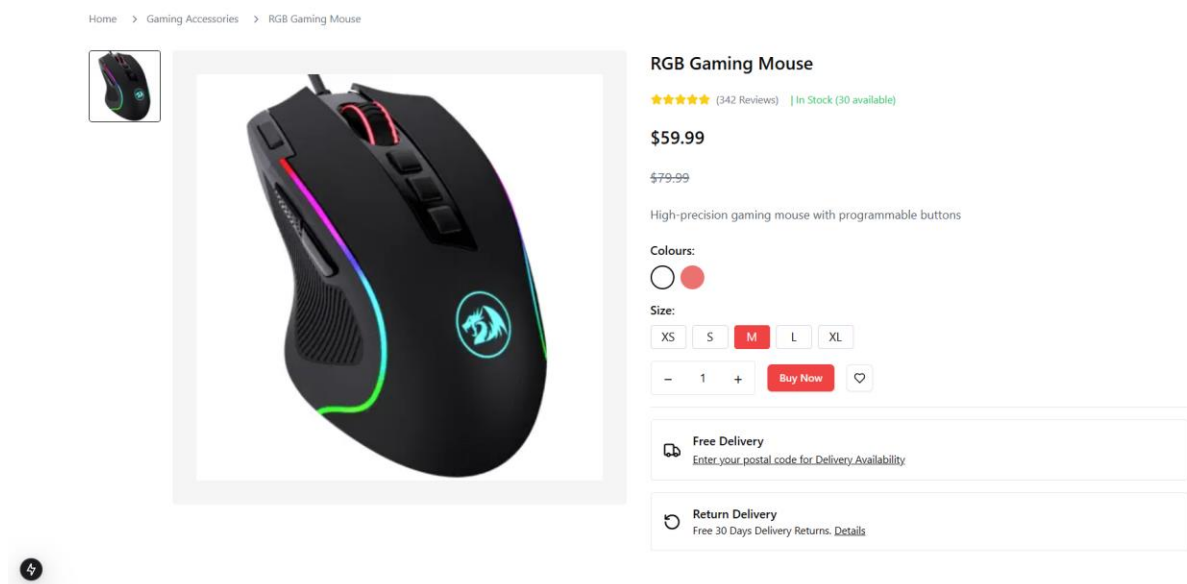 Home > Gaming Accessories > RGB Gaming Mouse
RGB Gaming Mouse
(342 Reviews) | In Stock (30 available)
$59.99
$79.99
High-precision gaming mouse with programmable buttons
Colours:
Size:
XS S M L XL
− 1 + Buy Now
Free Delivery
Enter your postal code for Delivery Availability
Return Delivery
Free 30 Days Delivery Returns. Details